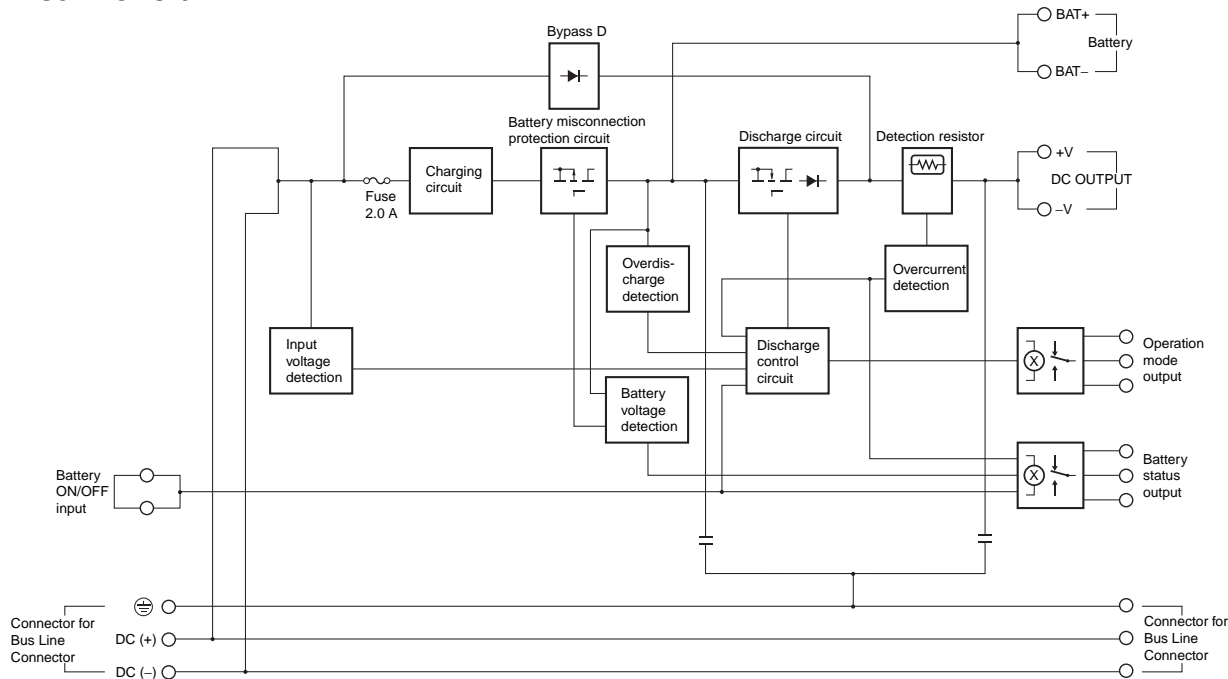 BAT+
Battery
BAT–
Bypass D
Battery misconnection
protection circuit
Discharge circuit
Detection resistor
+V
DC OUTPUT
–V
Charging
circuit
Fuse
2.0 A
Overdis-
charge
detection
Overcurrent
detection
Input
voltage
detection
Discharge
control
circuit
X
Operation
mode
output
Battery
voltage
detection
Battery
ON/OFF
input
X
Battery
status
output
Connector for
Bus Line
Connector
DC (+)
DC (–)
Connector for
Bus Line
Connector